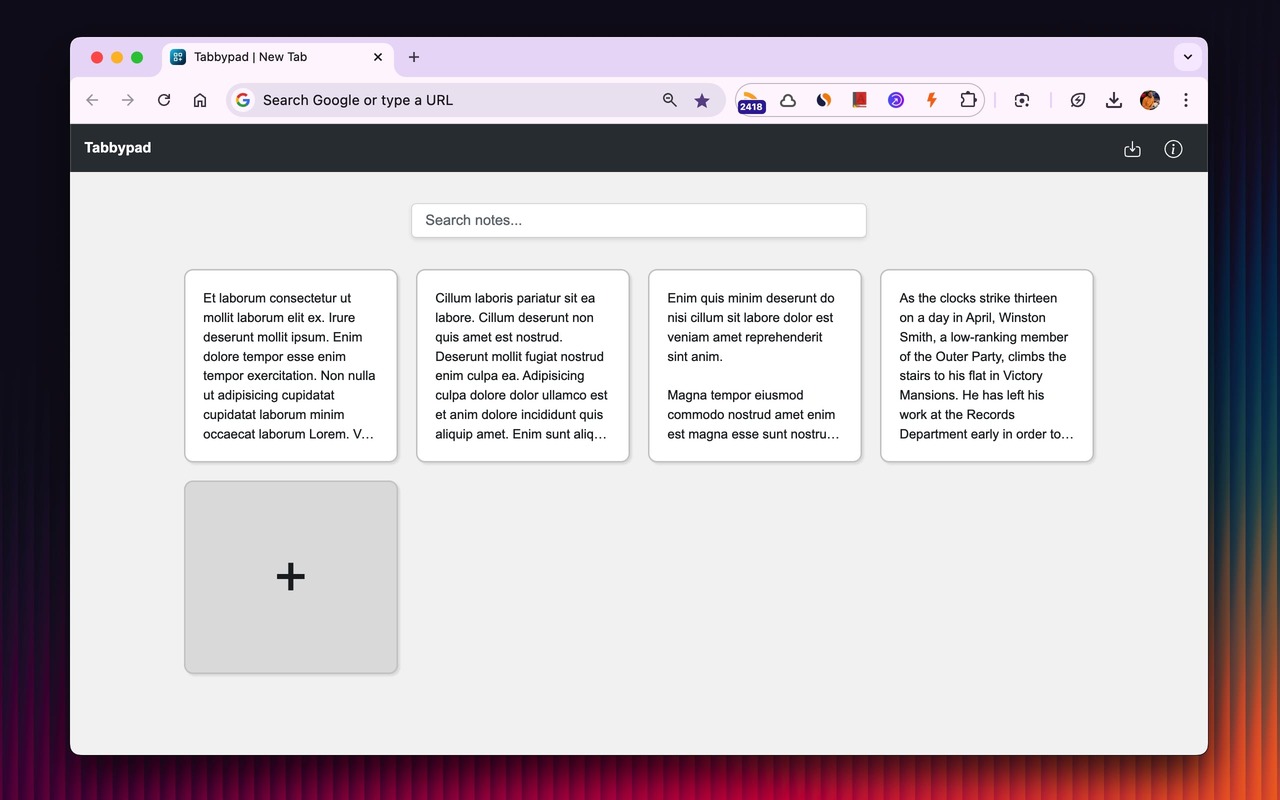 Tabbypad | New Tab
Search Google or type a URL
2418
Tabbypad
Search notes...
Et laborum consectetur ut
mollit laborum elit ex. Irure
deserunt mollit ipsum. Enim
dolore tempor esse enim
tempor exercitation. Non nulla
ut adipisicing cupidatat
cupidatat laborum minim
occaecat laborum Lorem. V...
Cillum laboris pariatur sit ea
labore. Cillum deserunt non
quis amet est nostrud.
Deserunt mollit fugiat nostrud
enim culpa ea. Adipisicing
culpa dolore dolor ullamco est
et anim dolore incididunt quis
aliquip amet. Enim sunt aliq...
Enim quis minim deserunt do
nisi cillum sit labore dolor est
veniam amet reprehenderit
sint anim.
Magna tempor eiusmod
commodo nostrud amet enim
est magna esse sunt nostru...
As the clocks strike thirteen
on a day in April, Winston
Smith, a low-ranking member
of the Outer Party, climbs the
stairs to his flat in Victory
Mansions. He has left his
work at the Records
Department early in order to...